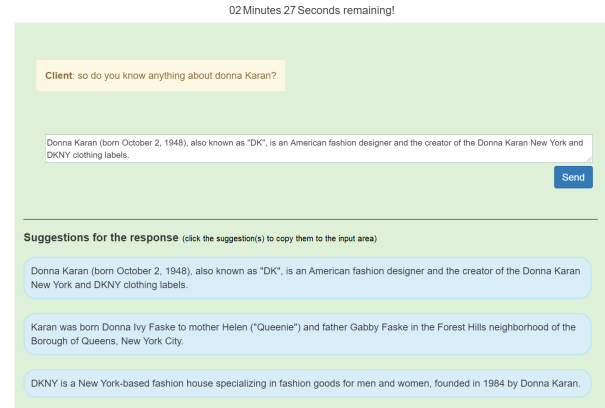 02 Minutes 27 Seconds remaining!
Client: so do you know anything about donna Karan?
Donna Karan (born October 2, 1948), also known as "DK", is an American fashion designer and the creator of the Donna Karan New York and
DKNY clothing labels.
Send
Suggestions for the response (click the suggestion(s) to copy them to the input area)
Donna Karan (born October 2, 1948), also known as "DK", is an American fashion designer and the creator of the Donna Karan
New York and DKNY clothing labels.
Karan was born Donna Ivy Faske to mother Helen ("Queenie") and father Gabby Faske in the Forest Hills neighborhood of the
Borough of Queens, New York City.
DKNY is a New York-based fashion house specializing in fashion goods for men and women, founded in 1984 by Donna Karan.